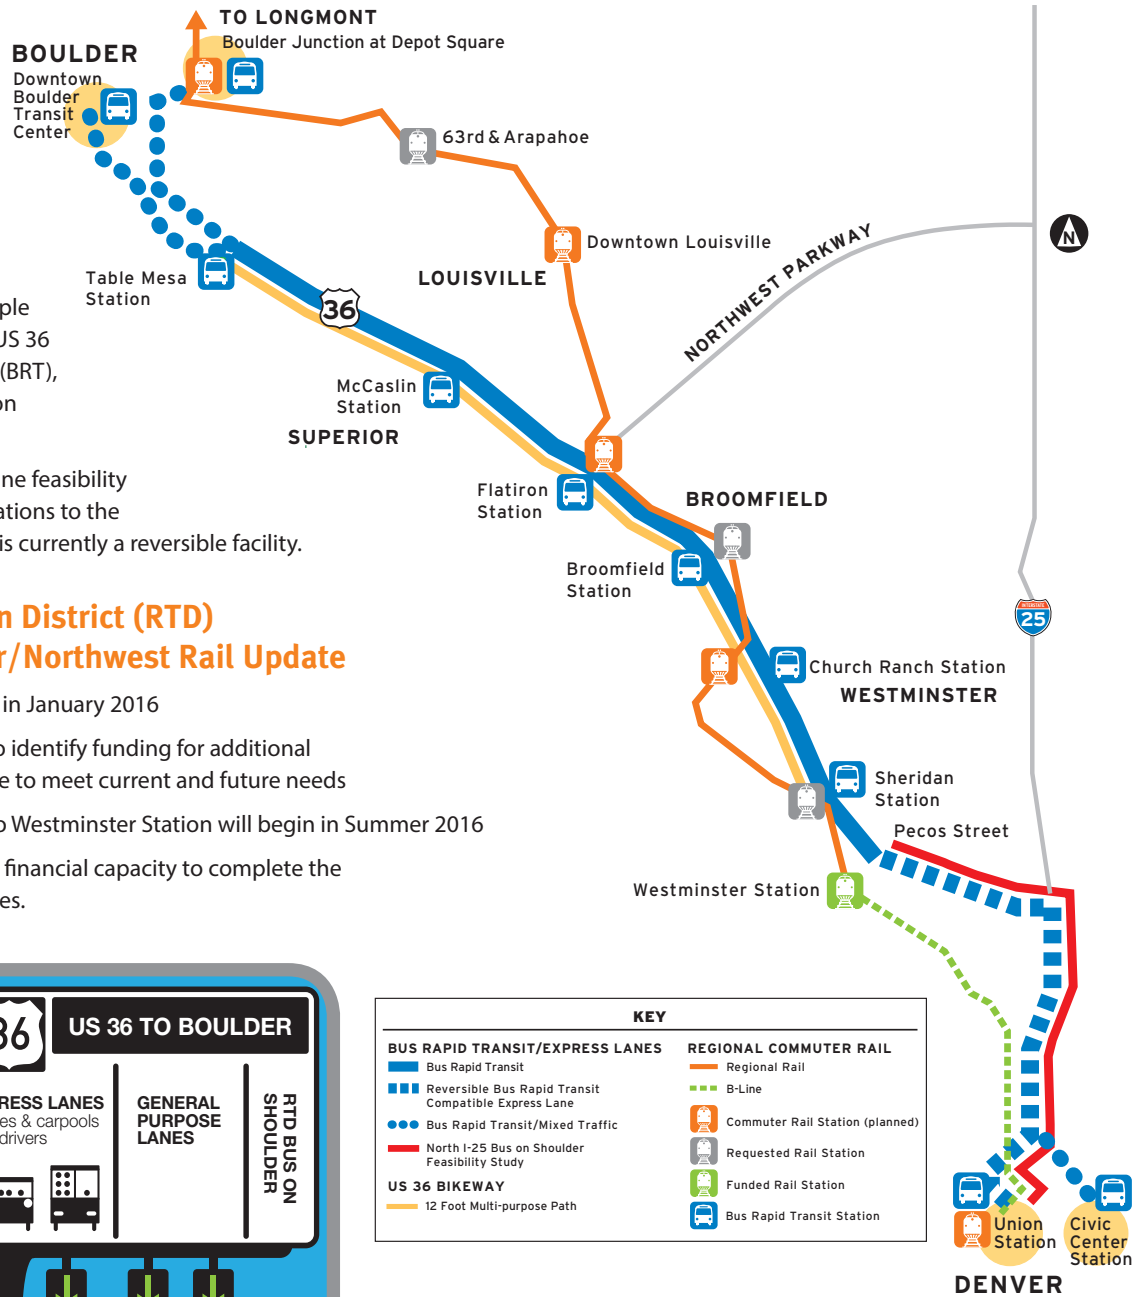 TO LONGMONT
Boulder Junction at Depot Square
BOULDER
Downtown
Boulder
Transit
Center
63rd & Arapahoe
Downtown Louisville
LOUISVILLE
NORTHWEST PARKWAY
N
Table Mesa
Station
36
McCaslin
Station
SUPERIOR
Flatiron
Station
BROOMFIELD
Broomfield
Station
INTERSTATE
25
Church Ranch Station
WESTMINSTER
Sheridan
Station
Pecos Street
Westminster Station
Union
Station
Civic
Center
Station
DENVER
ple
US 36
(BRT),
on
ne feasibility
ations to the
is currently a reversible facility.
n District (RTD)
r/Northwest Rail Update
in January 2016
o identify funding for additional
e to meet current and future needs
o Westminster Station will begin in Summer 2016
financial capacity to complete the
es.
36
US 36 TO BOULDER
RESS LANES
es & carpools
drivers
GENERAL
PURPOSE
LANES
RTD BUS ON
SHOULDER
KEY
BUS RAPID TRANSIT/EXPRESS LANES
Bus Rapid Transit
Reversible Bus Rapid Transit
Compatible Express Lane
Bus Rapid Transit/Mixed Traffic
North I-25 Bus on Shoulder
Feasibility Study
US 36 BIKEWAY
12 Foot Multi-purpose Path
REGIONAL COMMUTER RAIL
Regional Rail
B-Line
Commuter Rail Station (planned)
Requested Rail Station
Funded Rail Station
Bus Rapid Transit Station